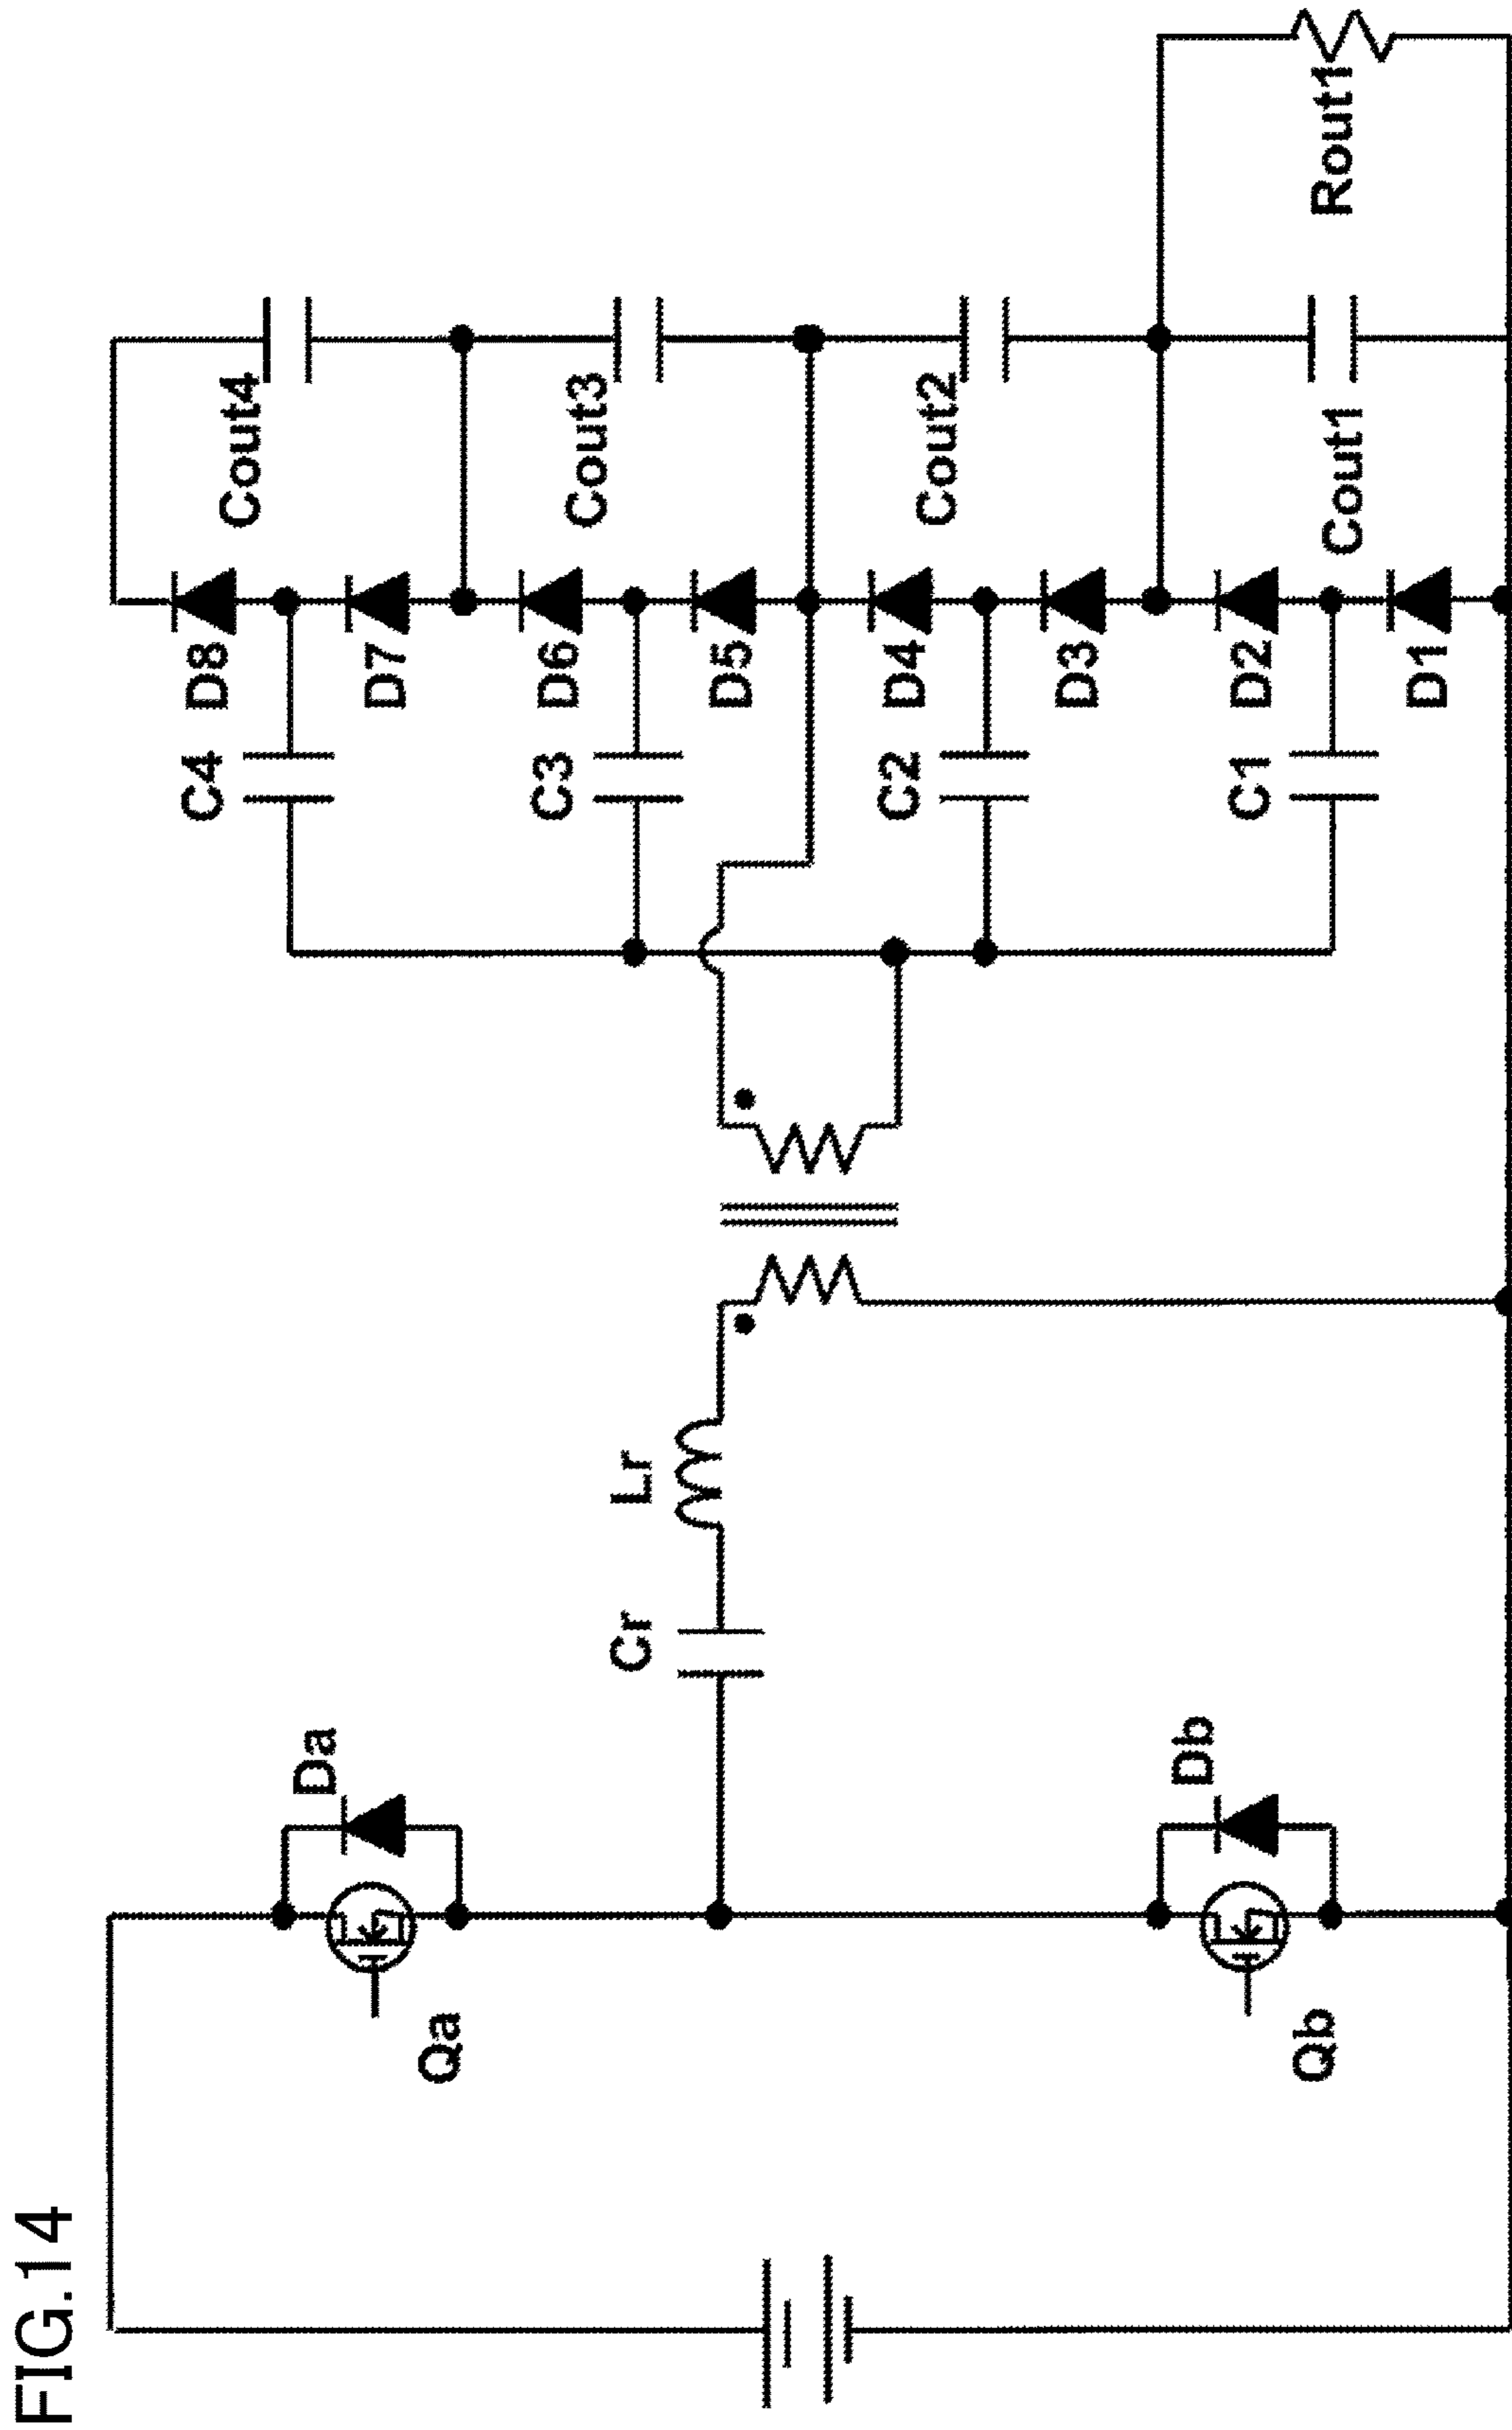 FIG.14
Qa
Da
Qb
Db
Cr
Lr
C4
C3
C2
C1
D8
D7
D6
D5
D4
D3
D2
D1
Cout4
Cout3
Cout2
Cout1
Rout1